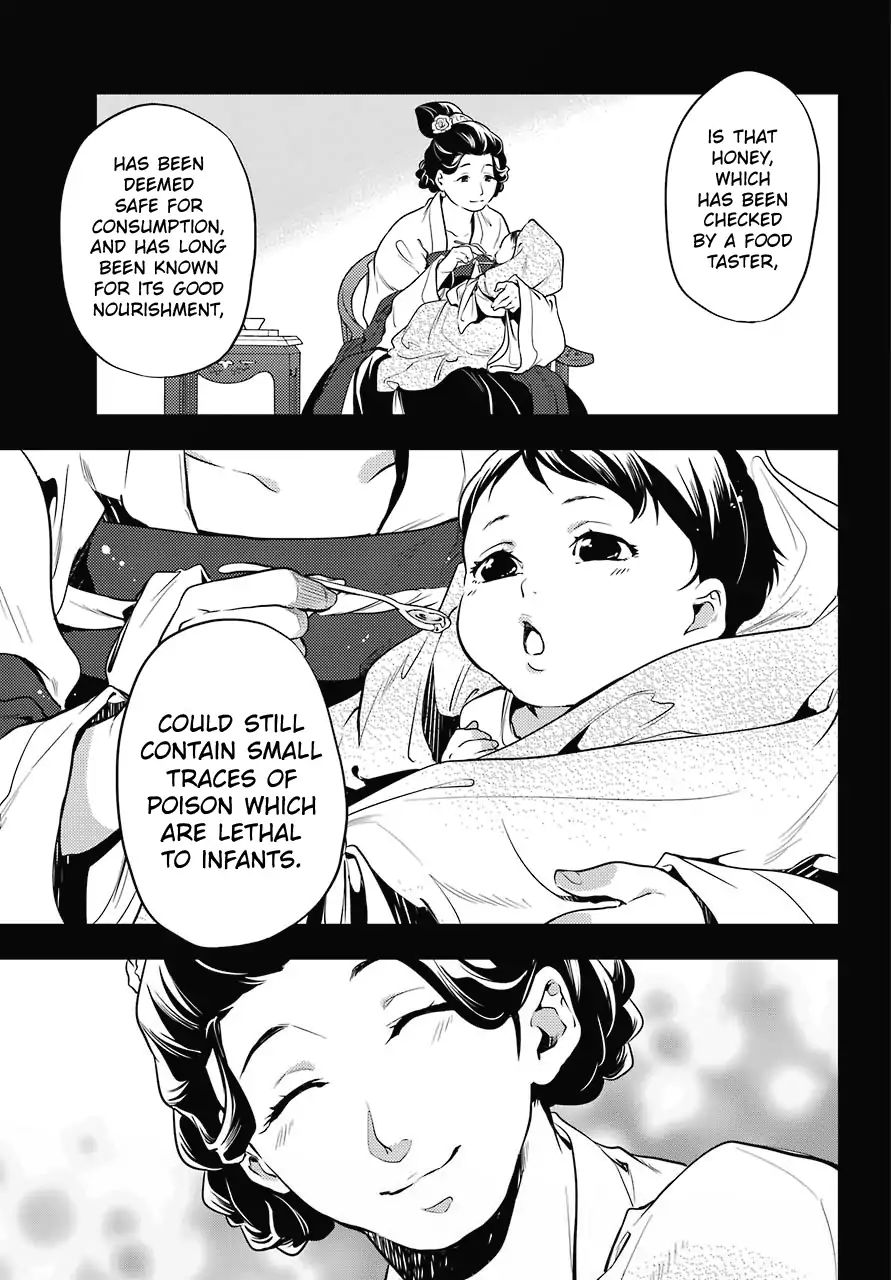 IS THAT
HONEY,
WHICH
HAS BEEN
CHECKED
BY A FOOD
TASTER,
HAS BEEN
DEEMED
SAFE FOR
CONSUMPTION,
AND HAS LONG
BEEN KNOWN
FOR ITS GOOD
NOURISHMENT,
COULD STILL
CONTAIN SMALL
TRACES OF
POISON WHICH
ARE LETHAL
TO INFANTS.